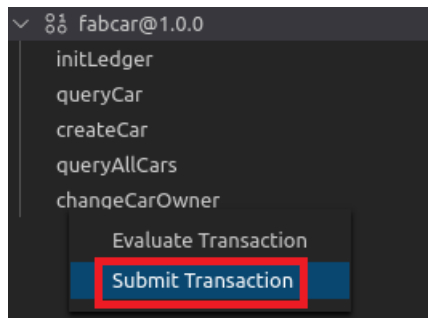 fabcar@1.0.0
initLedger
queryCar
createCar
queryAllCars
changeCarOwner
Evaluate Transaction
Submit Transaction